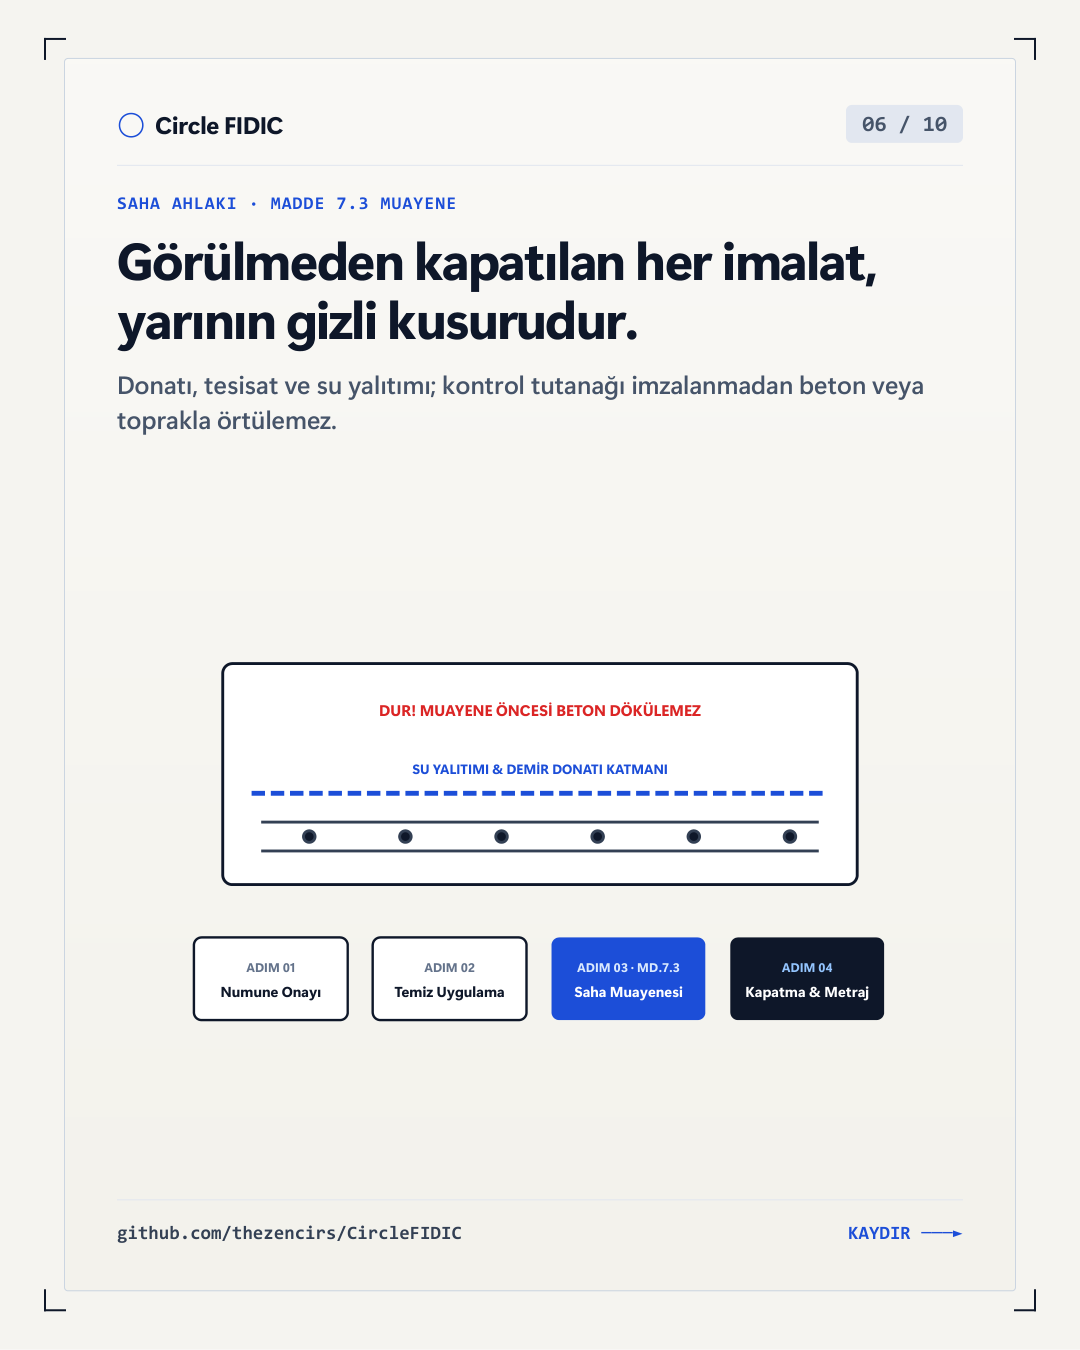 Circle FIDIC
06 / 10
SAHA AHLAKI · MADDE 7.3 MUAYENE
Görülmeden kapatılan her imalat,
yarının gizli kusurudur.
Donatı, tesisat ve su yalıtımı; kontrol tutanağı imzalanmadan beton veya
toprakla örtülemez.
DUR! MUAYENE ÖNCESİ BETON DÖKÜLEMEZ
SU YALITIMI & DEMİR DONATI KATMANI
ADIM 01
Numune Onayı
ADIM 02
Temiz Uygulama
ADIM 03 · MD.7.3
Saha Muayenesi
ADIM 04
Kapatma & Metraj
github.com/thezencirs/CircleFIDIC
KAYDIR ──►